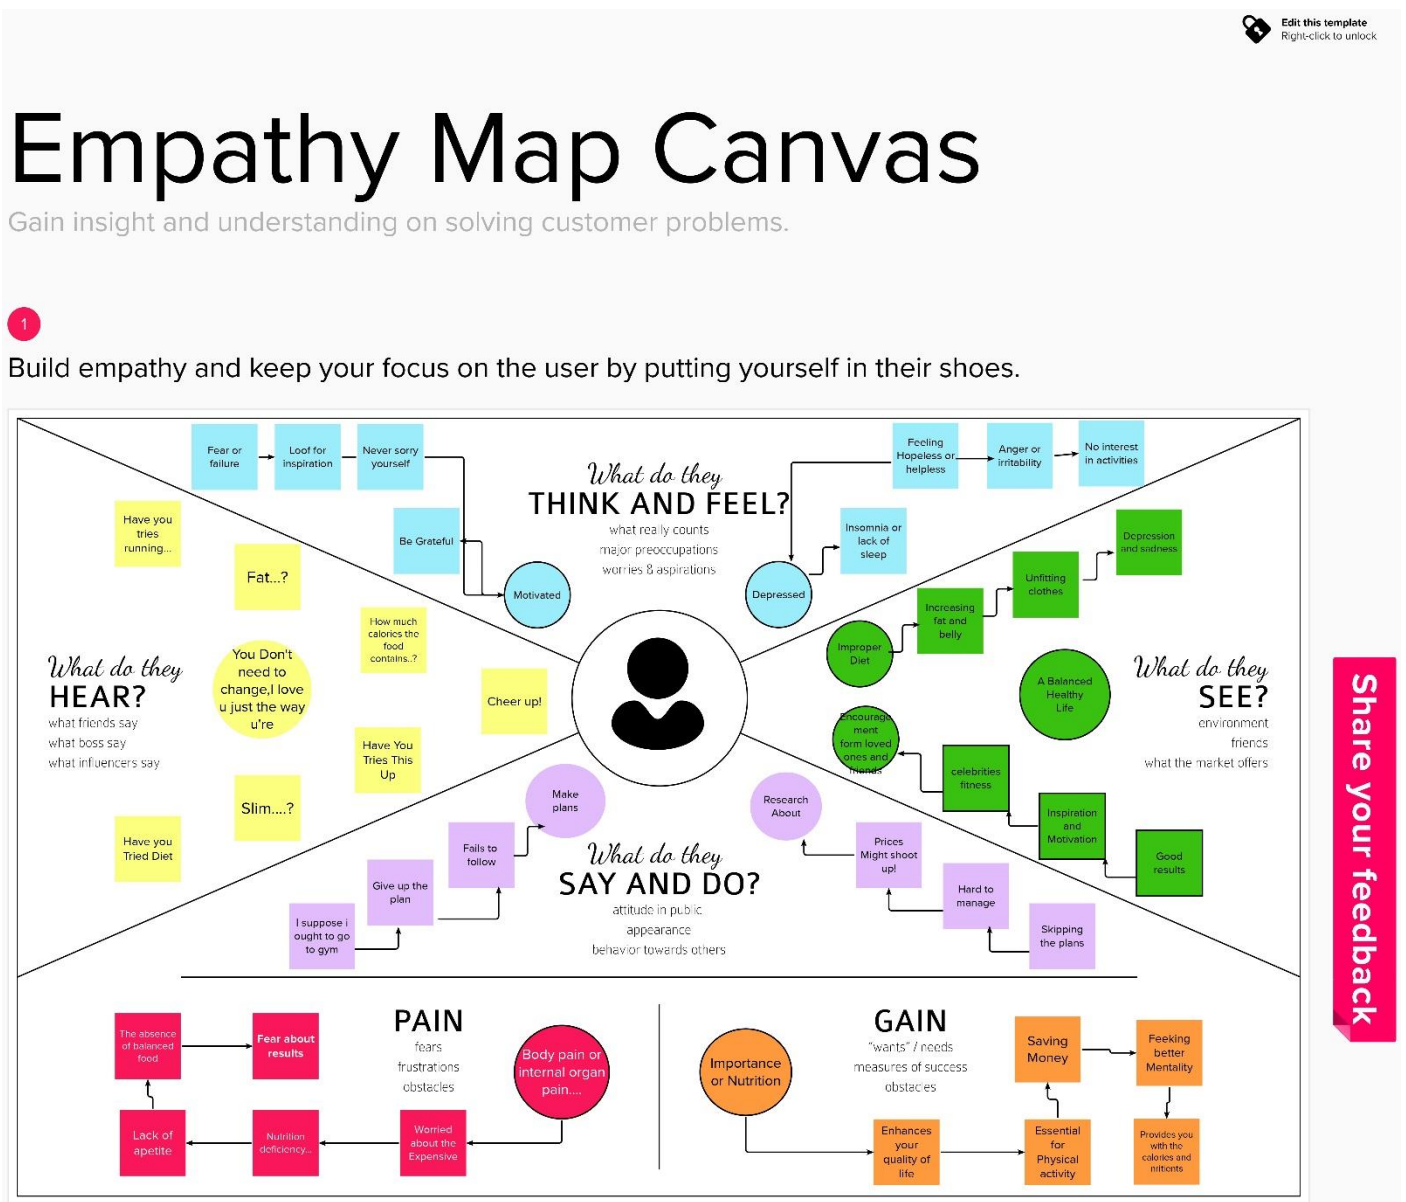 Edit this template
Right-click to unlock
Empathy Map Canvas
Gain insight and understanding on solving customer problems.
1
Build empathy and keep your focus on the user by putting yourself in their shoes.
Fear or
failure
Loof for
inspiration
Never sorry
yourself
Be Grateful
Motivated
What do they
THINK AND FEEL?
what really counts
major preoccupations
worries & aspirations
Feeling
Hopeless or
helpless
Anger or
irritability
No interest
in activities
Insomnia or
lack of
sleep
Depressed
Have you
tries
running...
Fat...?
How much
calories the
food
contains..?
You Don't
need to
change,I love
u just the way
u're
Cheer up!
What do they
HEAR?
what friends say
what boss say
what influencers say
Have You
Tries This
Up
Slim....?
Have you
Tried Diet
Depression
and sadness
Unfitting
clothes
Increasing
fat and
belly
Improper
Diet
A Balanced
Healthy
Life
What do they
SEE?
environment
friends
what the market offers
Encourage
ment
form loved
ones and
friends
celebrities
fitness
Inspiration
and
Motivation
Good
results
Make
plans
Fails to
follow
Give up the
plan
I suppose i
ought to go
to gym
What do they
SAY AND DO?
attitude in public
appearance
behavior towards others
Research
About
Prices
Might shoot
up!
Hard to
manage
Skipping
the plans
Share your feedback
PAIN
fears
frustrations
obstacles
The absence
of balanced
food
Fear about
results
Body pain or
internal organ
pain....
Lack of
apetite
Nutrition
deficiency...
Worried
about the
Expensive
GAIN
"wants" / needs
measures of success
obstacles
Importance
or Nutrition
Saving
Money
Feeking
better
Mentality
Enhances
your
quality of
life
Essential
for
Physical
activity
Provides you
with the
calories and
nritients